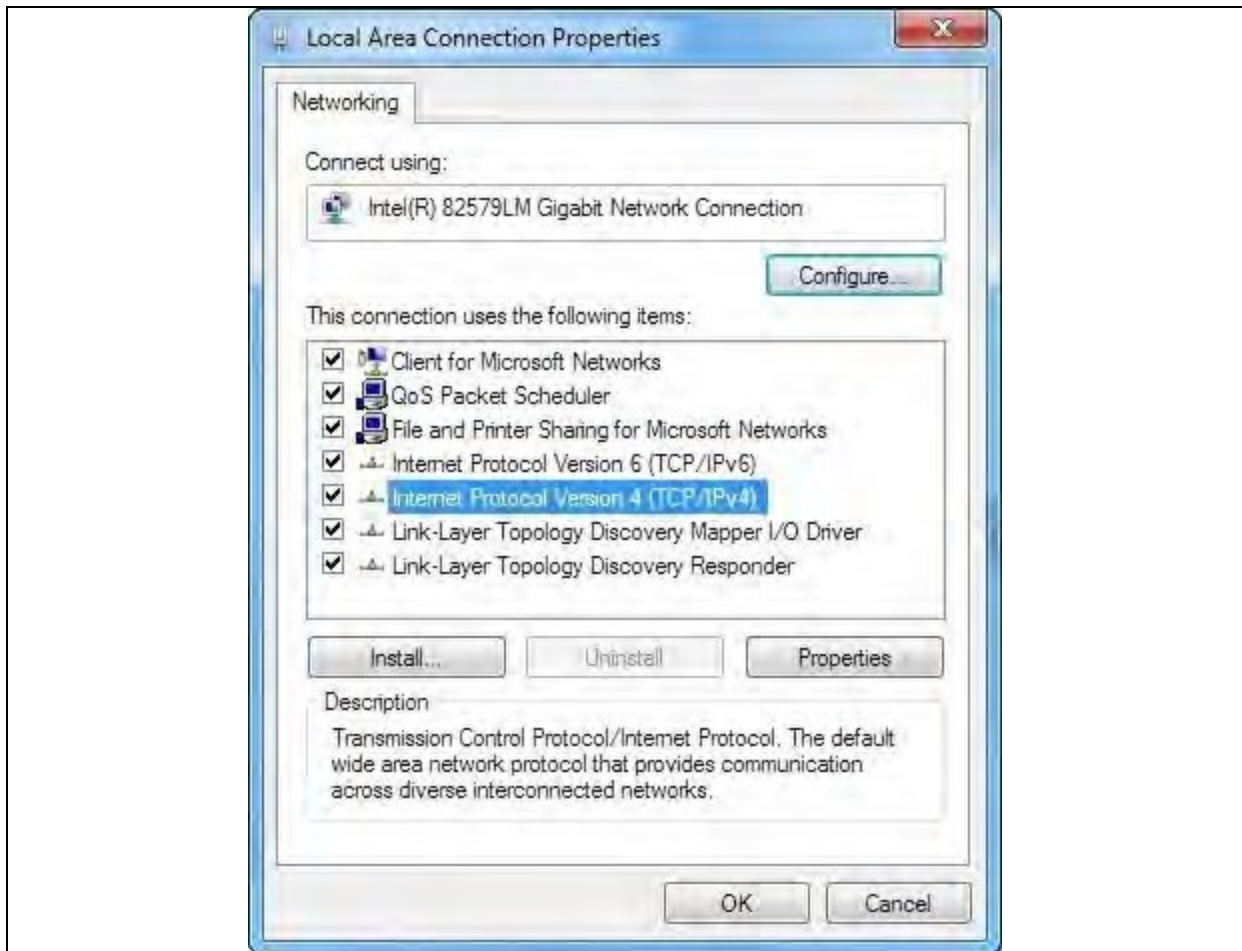 Local Area Connection Properties
Networking
Connect using:
Intel(R) 82579LM Gigabit Network Connection
Configure...
This connection uses the following items:
Client for Microsoft Networks
QoS Packet Scheduler
File and Printer Sharing for Microsoft Networks
Internet Protocol Version 6 (TCP/IPv6)
Internet Protocol Version 4 (TCP/IPv4)
Link-Layer Topology Discovery Mapper I/O Driver
Link-Layer Topology Discovery Responder
Install...
Uninstall
Properties
Description
Transmission Control Protocol/Internet Protocol. The default
wide area network protocol that provides communication
across diverse interconnected networks.
OK
Cancel